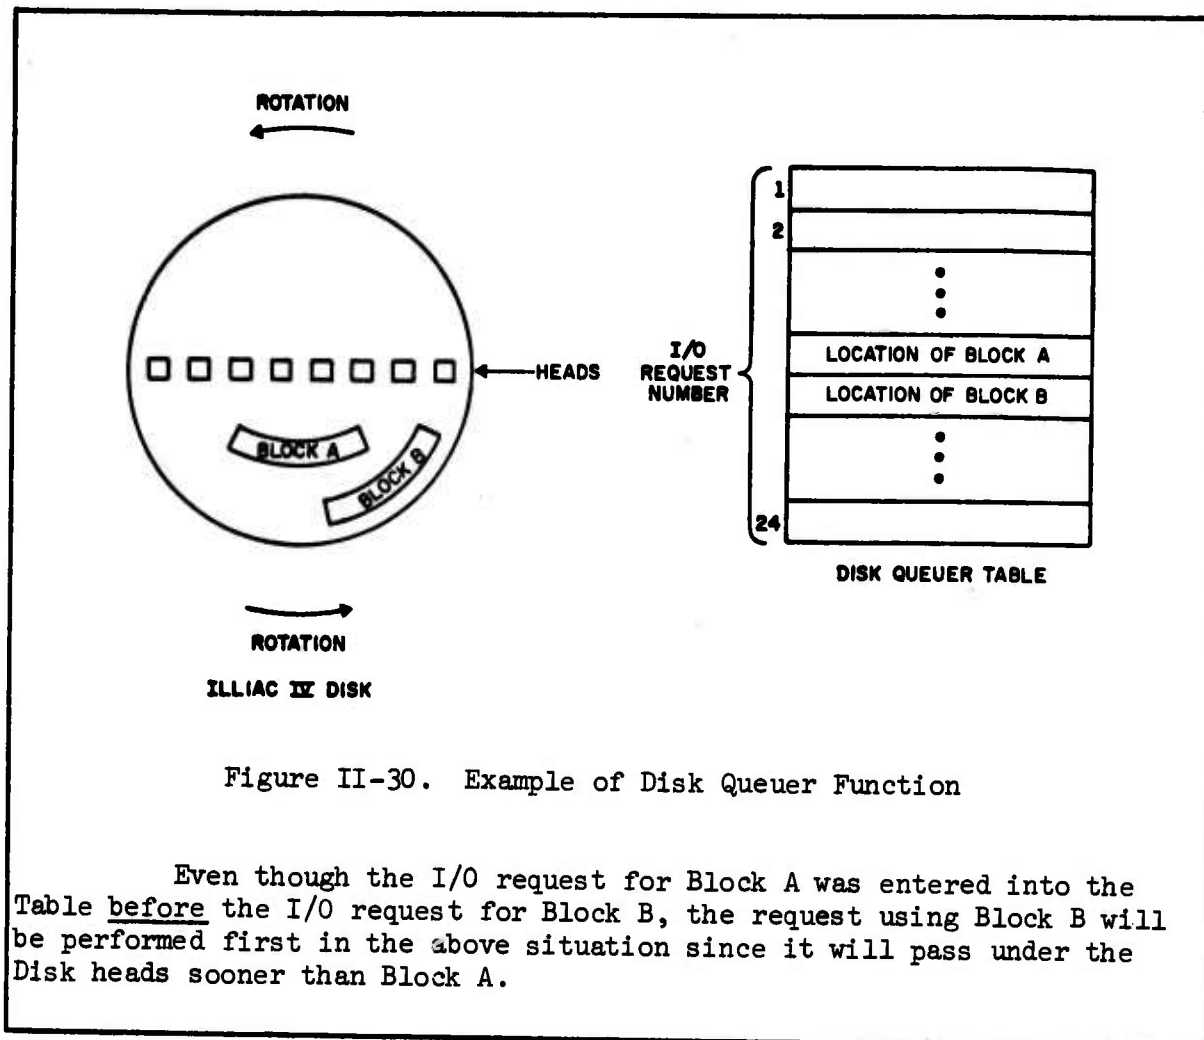 ROTATION
HEADS
BLOCK A
BLOCK B
ROTATION
ILLIAC IV DISK
1
2
I/O
REQUEST
NUMBER
LOCATION OF BLOCK A
LOCATION OF BLOCK B
24
DISK QUEUER TABLE
Figure II-30. Example of Disk Queuer Function
Even though the I/O request for Block A was entered into the
Table before the I/O request for Block B, the request using Block B will
be performed first in the above situation since it will pass under the
Disk heads sooner than Block A.